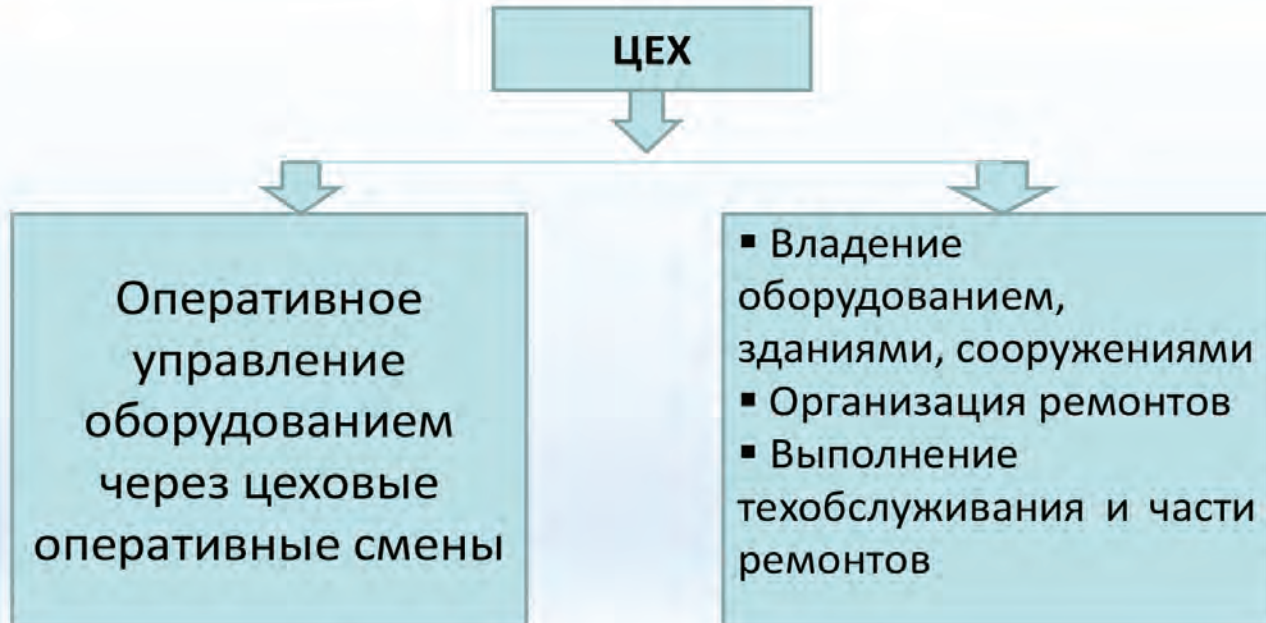 ЦЕХ
Оперативное
управление
оборудованием
через цеховые
оперативные смены
▪ Владение
оборудованием,
зданиями, сооружениями
▪ Организация ремонтов
▪ Выполнение
техобслуживания и части
ремонтов